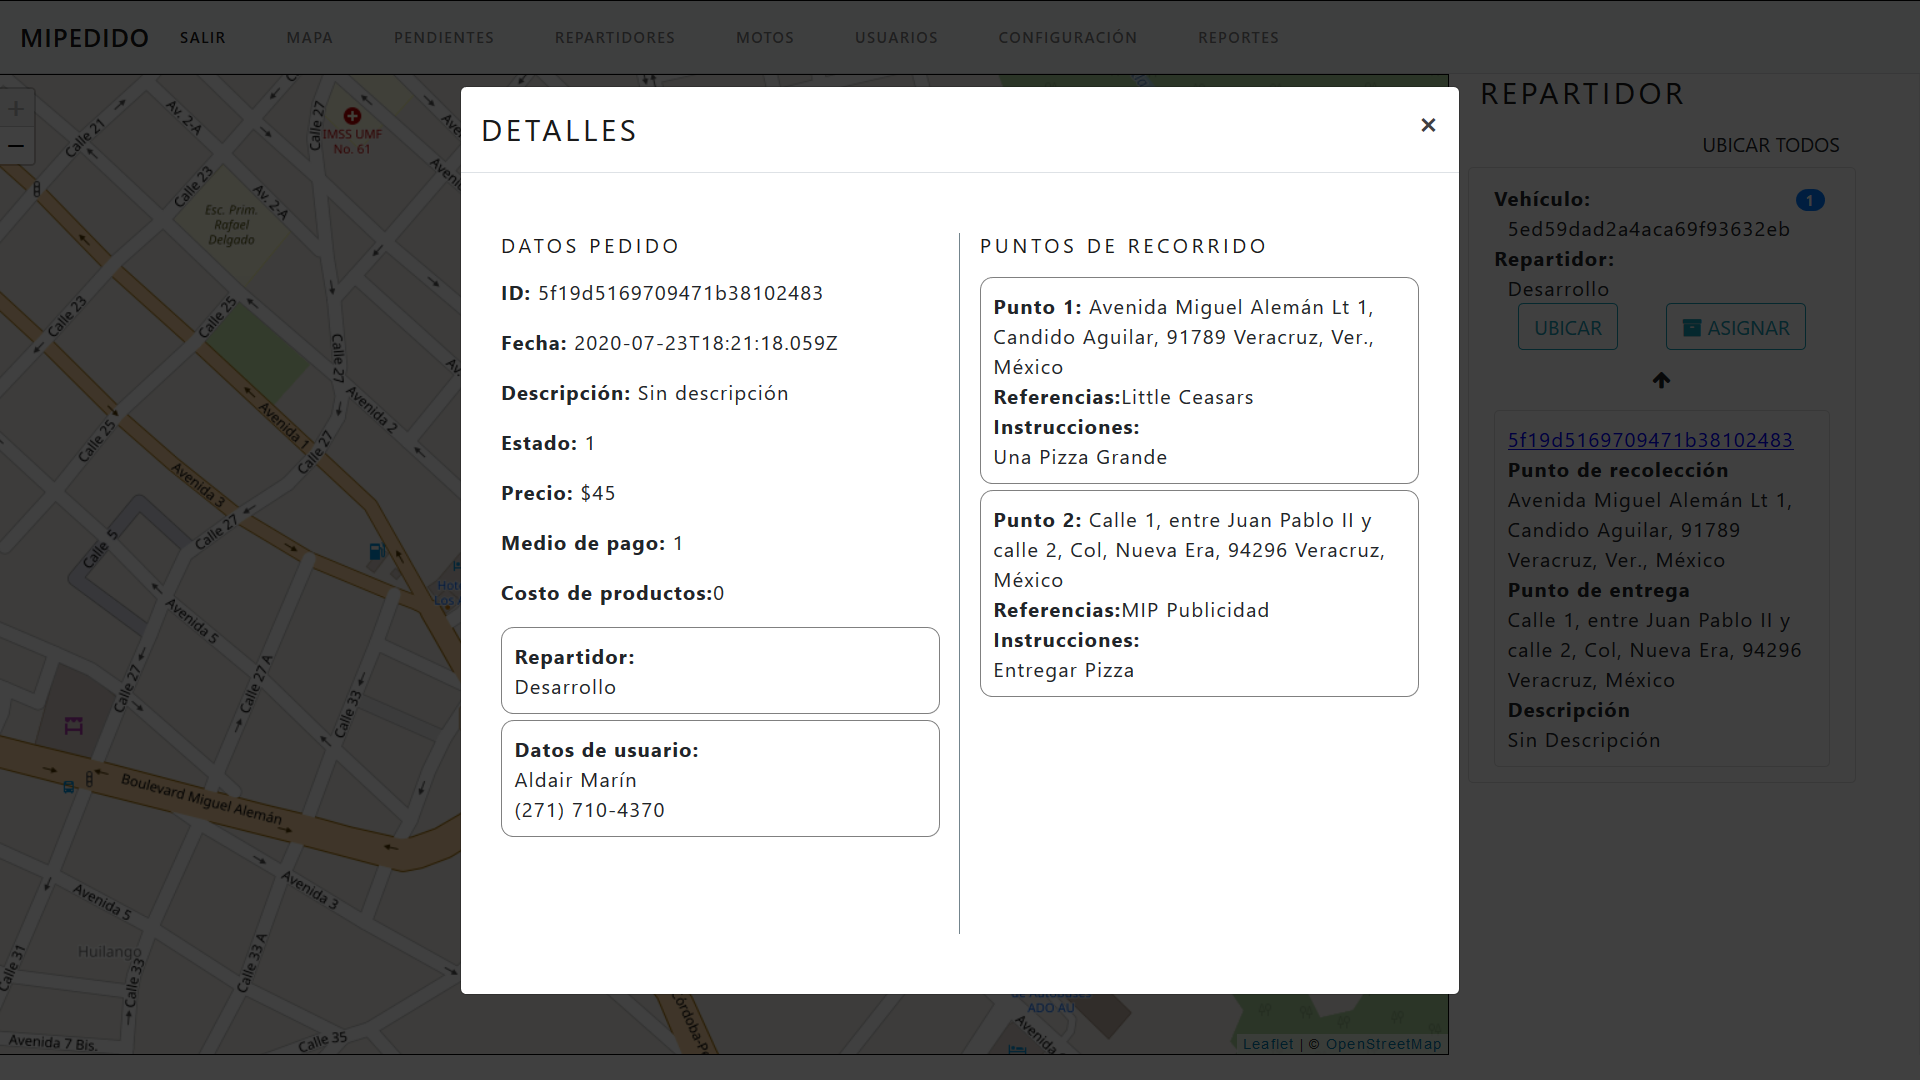 MIPEDIDO SALIR MAPA PENDIENTES REPARTIDORES MOTOS USUARIOS CONFIGURACIÓN REPORTES
DETALLES
×
DATOS PEDIDO
ID: 5f19d5169709471b38102483
Fecha: 2020-07-23T18:21:18.059Z
Descripción: Sin descripción
Estado: 1
Precio: $45
Medio de pago: 1
Costo de productos:0
Repartidor:
Desarrollo
Datos de usuario:
Aldair Marín
(271) 710-4370
PUNTOS DE RECORRIDO
Punto 1: Avenida Miguel Alemán Lt 1,
Candido Aguilar, 91789 Veracruz, Ver.,
México
Referencias:Little Ceasars
Instrucciones:
Una Pizza Grande
Punto 2: Calle 1, entre Juan Pablo II y
calle 2, Col, Nueva Era, 94296 Veracruz,
México
Referencias:MIP Publicidad
Instrucciones:
Entregar Pizza
REPARTIDOR
UBICAR TODOS
Vehículo:
1
5ed59dad2a4aca69f93632eb
Repartidor:
Desarrollo
UBICAR
ASIGNAR
5f19d5169709471b38102483
Punto de recolección
Avenida Miguel Alemán Lt 1,
Candido Aguilar, 91789
Veracruz, Ver., México
Punto de entrega
Calle 1, entre Juan Pablo II y
calle 2, Col, Nueva Era, 94296
Veracruz, México
Descripción
Sin Descripción
+
−
Calle 21
Av. 2-A
Calle 27
IMSS UMF
No. 61
Calle 23
Av. 2-A
Esc. Prim.
Rafael
Delgado
Calle 23
Calle 25
Calle 27
Avenida 2
Avenida 1
Calle 25
Calle 27
Avenida 3
Calle 27
Calle 5
Avenida 5
Calle 27
Calle 27 A
Calle 33
Boulevard Miguel Alemán
Avenida 3
Avenida 5
Huilango
Calle 31
Calle 33
Calle 33 A
Calle 35
Avenida 7 Bis.
ADO AU
Avenida
Leaflet | © OpenStreetMap